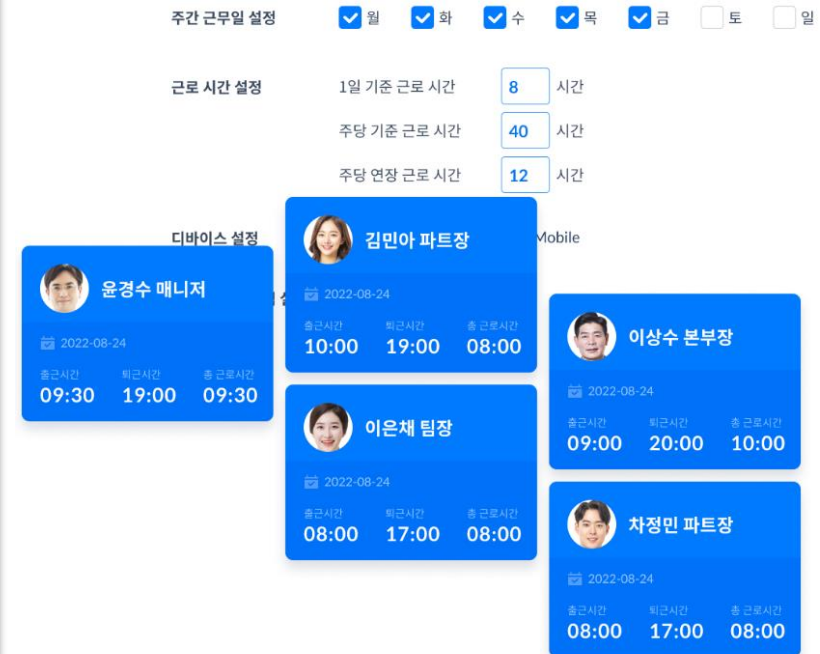 주간 근무일 설정 월 화 수 목 금 토 일
근로 시간 설정 1일 기준 근로 시간 8 시간
주당 기준 근로 시간 40 시간
주당 연장 근로 시간 12 시간
디바이스 설정 Mobile
윤경수 매니저
2022-08-24
출근시간 퇴근시간 총 근로시간
09:30 19:00 09:30
김민아 파트장
2022-08-24
출근시간 퇴근시간 총 근로시간
10:00 19:00 08:00
이은채 팀장
2022-08-24
출근시간 퇴근시간 총 근로시간
08:00 17:00 08:00
이상수 본부장
2022-08-24
출근시간 퇴근시간 총 근로시간
09:00 20:00 10:00
차정민 파트장
2022-08-24
출근시간 퇴근시간 총 근로시간
08:00 17:00 08:00